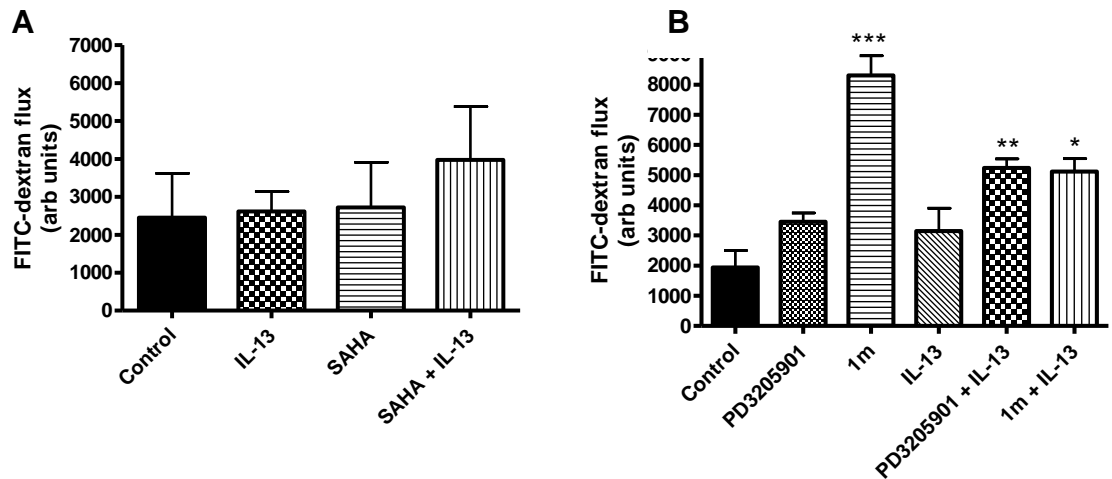 A
FITC-dextran flux
(arb units)
7000
6000
5000
4000
3000
2000
1000
0
Control
IL-13
SAHA
SAHA + IL-13
B
FITC-dextran flux
(arb units)
8000
7000
6000
5000
4000
3000
2000
1000
0
***
**
*
Control
PD3205901
1m
IL-13
PD3205901 + IL-13
1m + IL-13